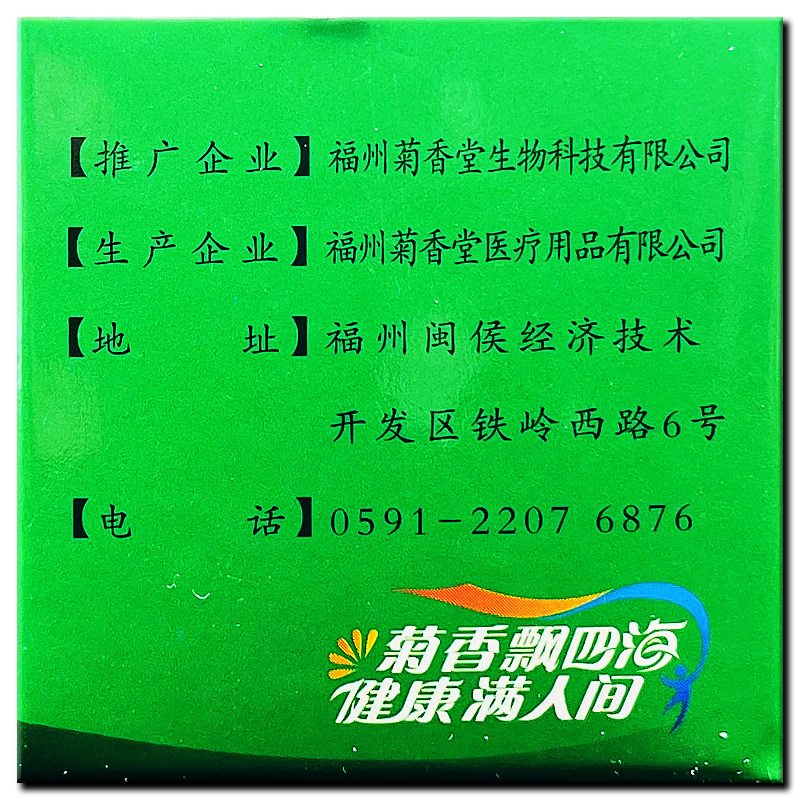 【推广企业】福州菊香堂生物科技有限公司
【生产企业】福州菊香堂医疗用品有限公司
【地 址】福州闽侯经济技术
开发区铁岭西路6号
【电 话】0591-2207 6876
菊香飘四海
健康满人间